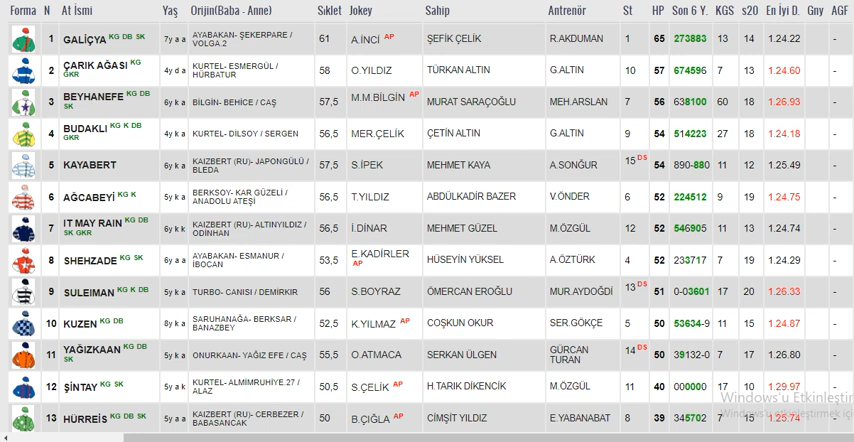 Forma N At İsmi Yaş Orijin(Baba - Anne) Sıklet Jokey Sahip Antrenör St HP Son 6 Y. KGS s20 En İyi D. Gny AGF
1 GALİÇYA KG DB SK 7y a a AYABAKAN- ŞEKERPARE / VOLGA.2 61 A.İNCİ AP ŞEFİK ÇELİK R.AKDUMAN 1 65 273883 13 14 1.24.22 -
2 ÇARIK AĞASI KG GKR 4y d a KURTEL- ESMERGÜL / HÜRBATUR 58 O.YILDIZ TÜRKAN ALTIN G.ALTIN 10 57 674596 7 13 1.24.60 -
3 BEYHANEFE KG DB SK 6y k a BİLGİN- BEHİCE / CAŞ 57,5 M.M.BİLGİN AP MURAT SARAÇOĞLU MEH.ARSLAN 7 56 638100 60 18 1.26.93 -
4 BUDAKLI KG K DB GKR 4y k a KURTEL- DİLSOY / SERGEN 56,5 MER.ÇELİK ÇETİN ALTIN G.ALTIN 9 54 514223 27 18 1.24.18 -
5 KAYABERT 6y k a KAIZBERT (RU)- JAPONGÜLÜ / BLEDA 57,5 S.İPEK MEHMET KAYA A.SONĞUR 15 DS 54 890-880 11 12 1.25.49 -
6 AĞCABEYİ KG K 5y k a BERKSOY- KAR GÜZELİ / ANADOLU ATEŞİ 56,5 T.YILDIZ ABDÜLKADİR BAZER V.ÖNDER 6 52 224512 9 19 1.24.75 -
7 IT MAY RAIN KG DB SK GKR 6y k k KAIZBERT (RU)- ALTINYILDIZ / ODINHAN 56,5 İ.DİNAR MEHMET GÜZEL M.ÖZGÜL 12 52 546905 11 13 1.24.74 -
8 SHEHZADE KG SK 6y a a AYABAKAN- ESMANUR / İBOCAN 53,5 E.KADİRLER AP HÜSEYİN YÜKSEL A.ÖZTÜRK 4 52 233717 7 19 1.24.29 -
9 SULEIMAN KG K DB 5y k a TURBO- CANISI / DEMİRKIR 56 S.BOYRAZ ÖMERCAN EROĞLU MUR.AYDOĞDİ 13 DS 51 0-03601 17 20 1.26.33 -
10 KUZEN KG DB 8y k a SARUHANAĞA- BERKSAR / BANAZBEY 52,5 K.YILMAZ AP COŞKUN OKUR SER.GÖKÇE 5 50 53634-9 11 15 1.24.87 -
11 YAĞIZKAAN KG DB SK 5y k a ONURKAAN- YAĞIZ EFE / CAŞ 55,5 O.ATMACA SERKAN ÜLGEN GÜRCAN TURAN 14 DS 50 39132-0 7 17 1.26.80 -
12 ŞİNTAY KG SK 5y a k KURTEL- ALMİMRUHİYE.27 / ALAZ 50,5 S.ÇELİK AP H.TARIK DİKENCİK M.ÖZGÜL 11 40 000000 17 10 1.29.97 -
13 HÜRREİS KG DB SK 5y a a KAIZBERT (RU)- CERBEZER / BABASANCAK 50 B.ÇIĞLA AP CİMŞİT YILDIZ E.YABANABAT 8 39 345702 7 15 1.25.74 -
Windows'u Etkinleştir
Windows'u etkinleştirmek içi